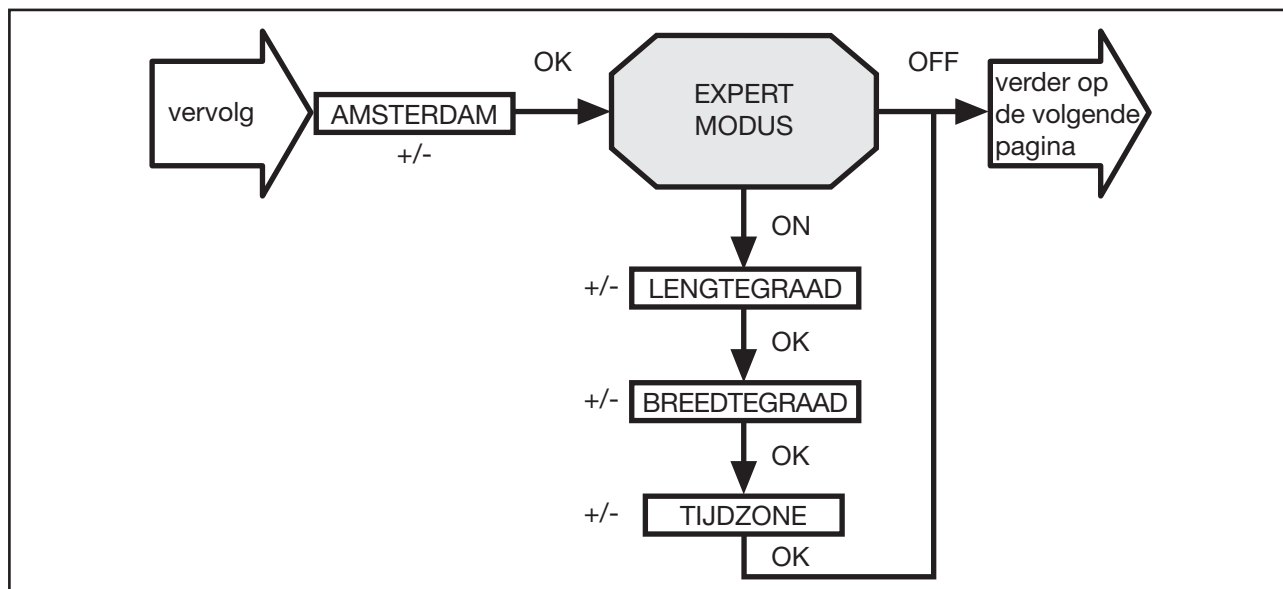 vervolg
AMSTERDAM
+/-
OK
EXPERT
MODUS
OFF
verder op
de volgende
pagina
ON
+/- LENGTEGRAAD
OK
+/- BREEDTEGRAAD
OK
+/- TIJDZONE
OK